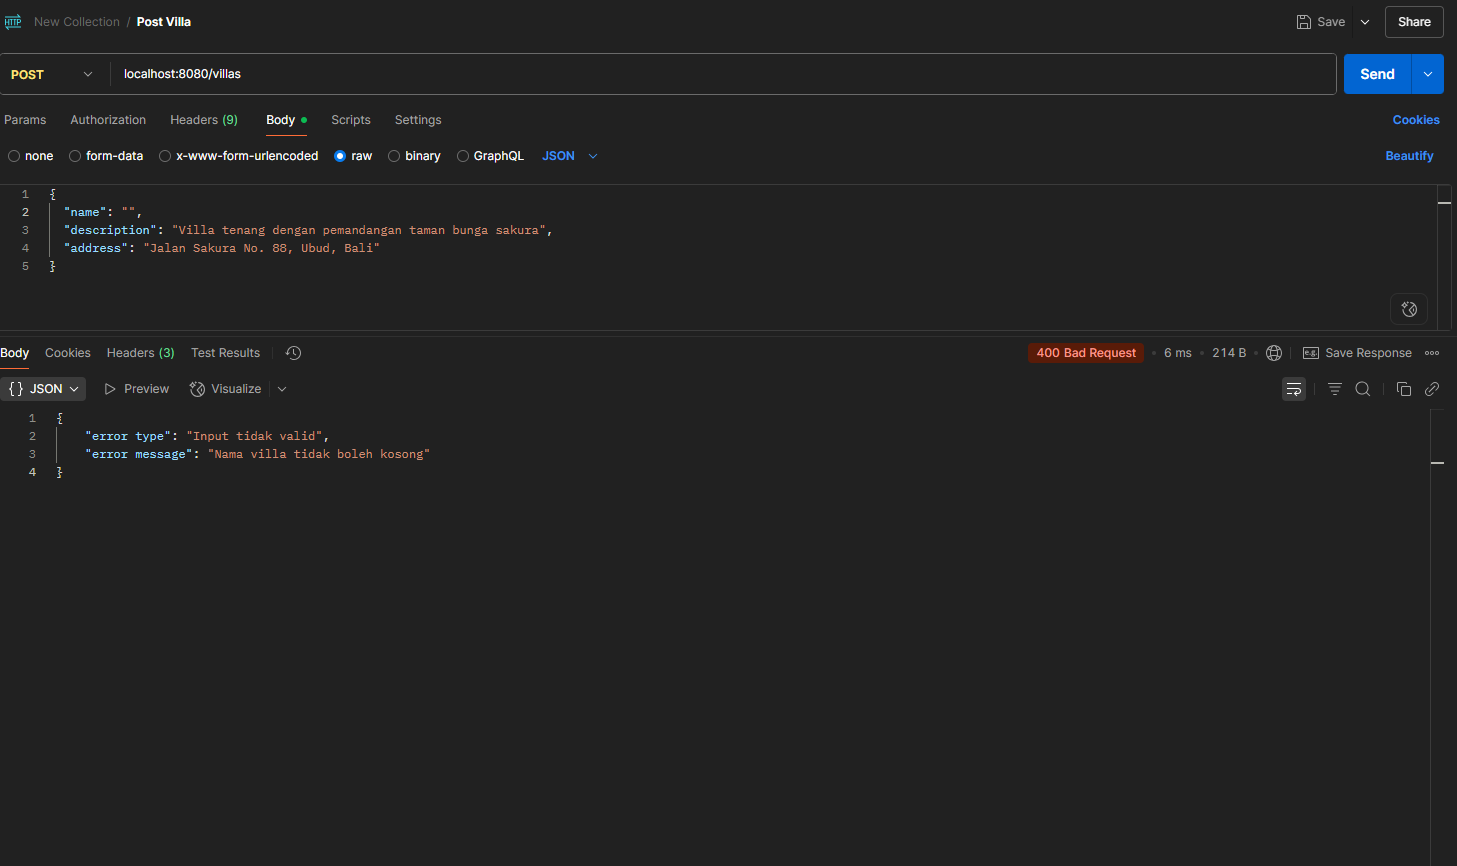 HTTP New Collection / Post Villa Save Share
POST localhost:8080/villas Send
Params Authorization Headers (9) Body Scripts Settings Cookies
none form-data x-www-form-urlencoded raw binary GraphQL JSON Beautify
1 {
2 "name": "",
3 "description": "Villa tenang dengan pemandangan taman bunga sakura",
4 "address": "Jalan Sakura No. 88, Ubud, Bali"
5 }
Body Cookies Headers (3) Test Results 400 Bad Request • 6 ms • 214 B • e.g. Save Response
{} JSON Preview Visualize
1 {
2 "error type": "Input tidak valid",
3 "error message": "Nama villa tidak boleh kosong"
4 }